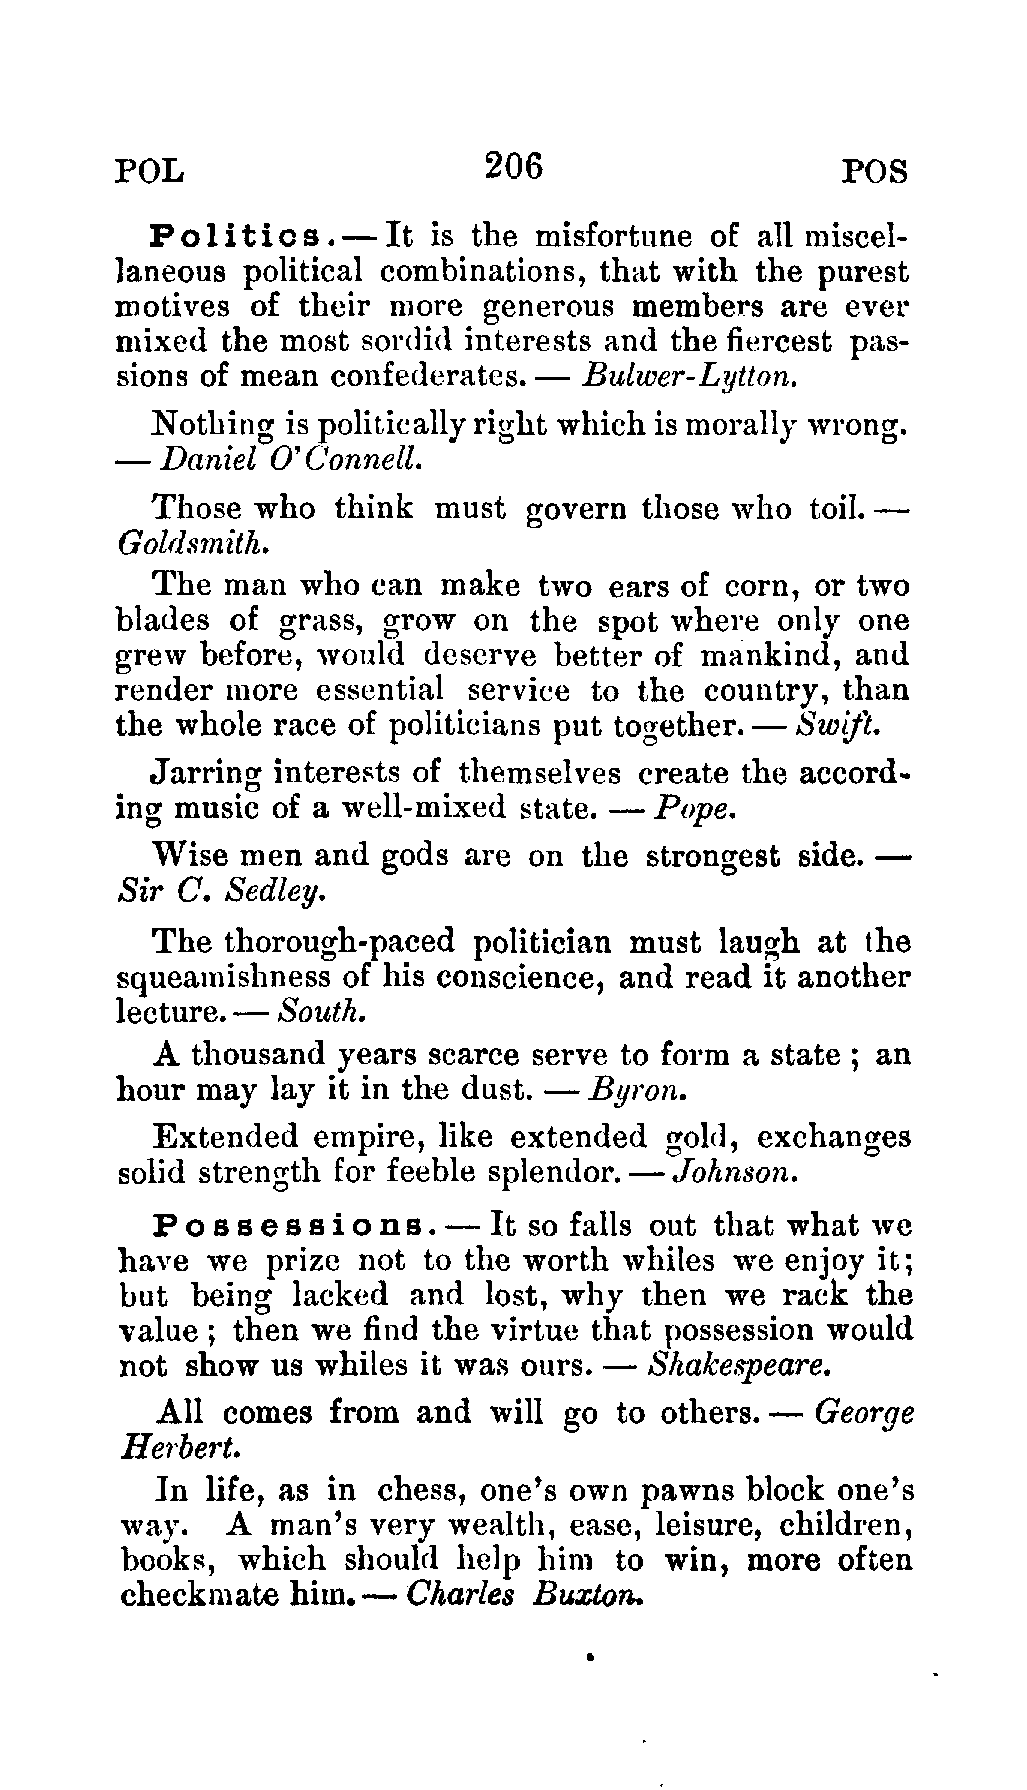 POL 206 POS
Politics.— It is the misfortune of all miscel-
laneous political combinations, that with the purest
motives of their more generous members are ever
mixed the most sordid interests and the fiercest pas-
sions of mean confederates. — Bulwer-Lytton.
Nothing is politically right which is morally wrong.
— Daniel O'Connell.
Those who think must govern those who toil. —
Goldsmith.
The man who can make two ears of corn, or two
blades of grass, grow on the spot where only one
grew before, would deserve better of mankind, and
render more essential service to the country, than
the whole race of politicians put together. — Swift.
Jarring interests of themselves create the accord-
ing music of a well-mixed state. — Pope.
Wise men and gods are on the strongest side. —
Sir C. Sedley.
The thorough-paced politician must laugh at the
squeamishness of his conscience, and read it another
lecture. — South.
A thousand years scarce serve to form a state ; an
hour may lay it in the dust. — Byron.
Extended empire, like extended gold, exchanges
solid strength for feeble splendor. — Johnson.
Possessions. — It so falls out that what we
have we prize not to the worth whiles we enjoy it;
but being lacked and lost, why then we rack the
value ; then we find the virtue that possession would
not show us whiles it was ours. — Shakespeare.
All comes from and will go to others. — George
Herbert.
In life, as in chess, one's own pawns block one's
way. A man's very wealth, ease, leisure, children,
books, which should help him to win, more often
checkmate him. — Charles Buxton.